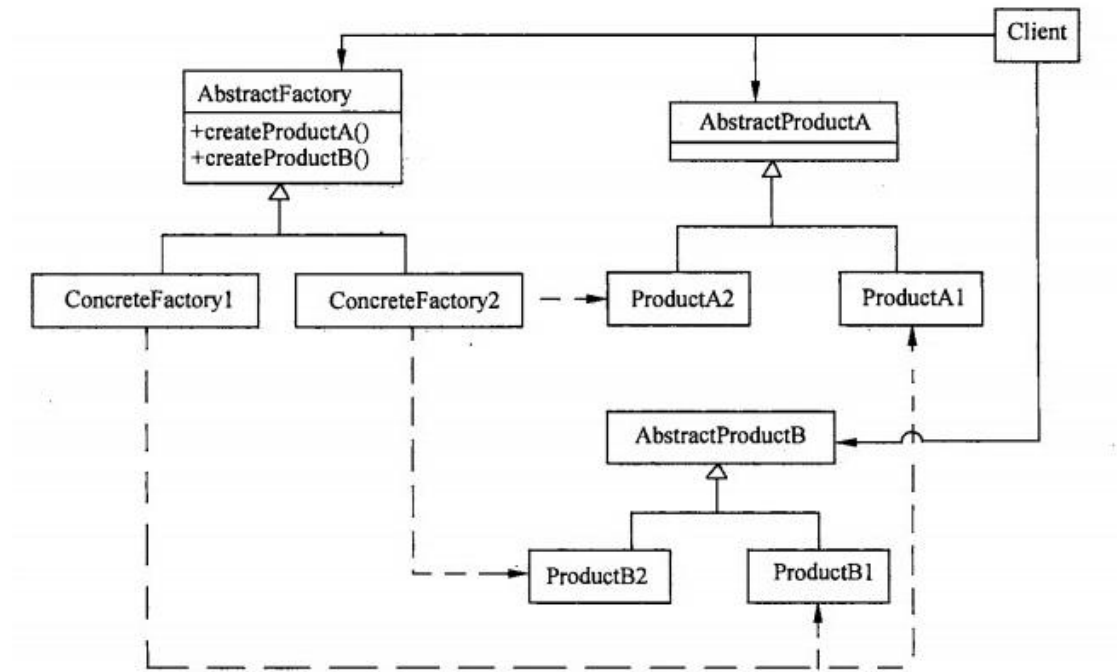 Client
AbstractFactory
+createProductA()
+createProductB()
AbstractProductA
ConcreteFactory1
ConcreteFactory2
ProductA2
ProductA1
AbstractProductB
ProductB2
ProductB1